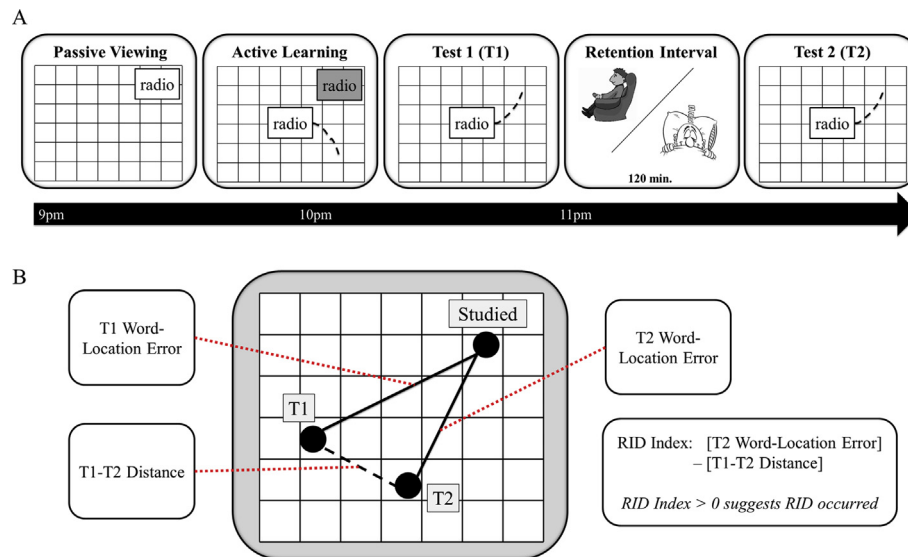 A
Passive Viewing
radio
Active Learning
radio
radio
Test 1 (T1)
radio
Retention Interval
120 min.
Test 2 (T2)
radio
9pm
10pm
11pm
B
T1 Word-
Location Error
T1-T2 Distance
Studied
T1
T2
T2 Word-
Location Error
RID Index: [T2 Word-Location Error]
– [T1-T2 Distance]
RID Index > 0 suggests RID occurred